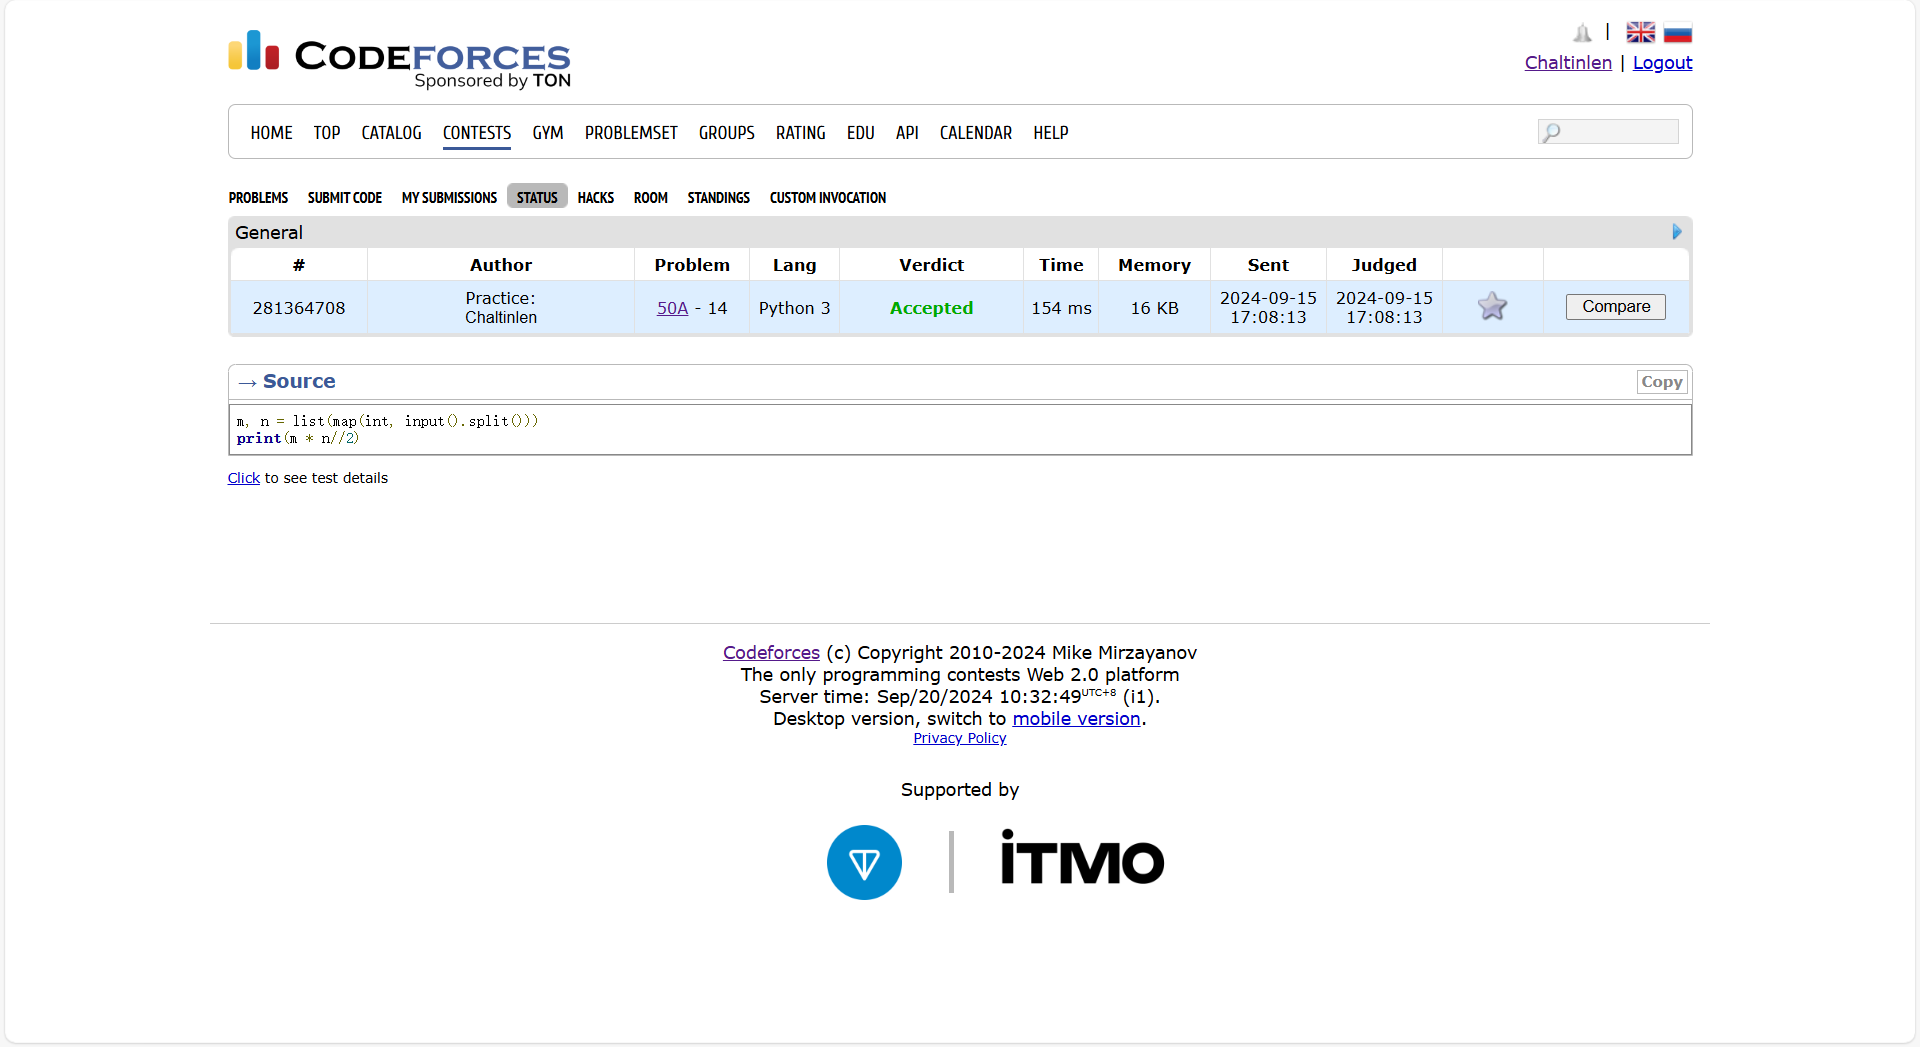 CODEFORCES
Sponsored by TON
|
Chaltinlen | Logout
HOME TOP CATALOG CONTESTS GYM PROBLEMSET GROUPS RATING EDU API CALENDAR HELP
PROBLEMS SUBMIT CODE MY SUBMISSIONS STATUS HACKS ROOM STANDINGS CUSTOM INVOCATION
General
# Author Problem Lang Verdict Time Memory Sent Judged
281364708 Practice: Chaltinlen 50A - 14 Python 3 Accepted 154 ms 16 KB 2024-09-15 17:08:13 2024-09-15 17:08:13 Compare
→ Source Copy
m, n = list(map(int, input().split()))
print(m * n//2)
Click to see test details
Codeforces (c) Copyright 2010-2024 Mike Mirzayanov
The only programming contests Web 2.0 platform
Server time: Sep/20/2024 10:32:49UTC+8 (i1).
Desktop version, switch to mobile version.
Privacy Policy
Supported by
iTMO